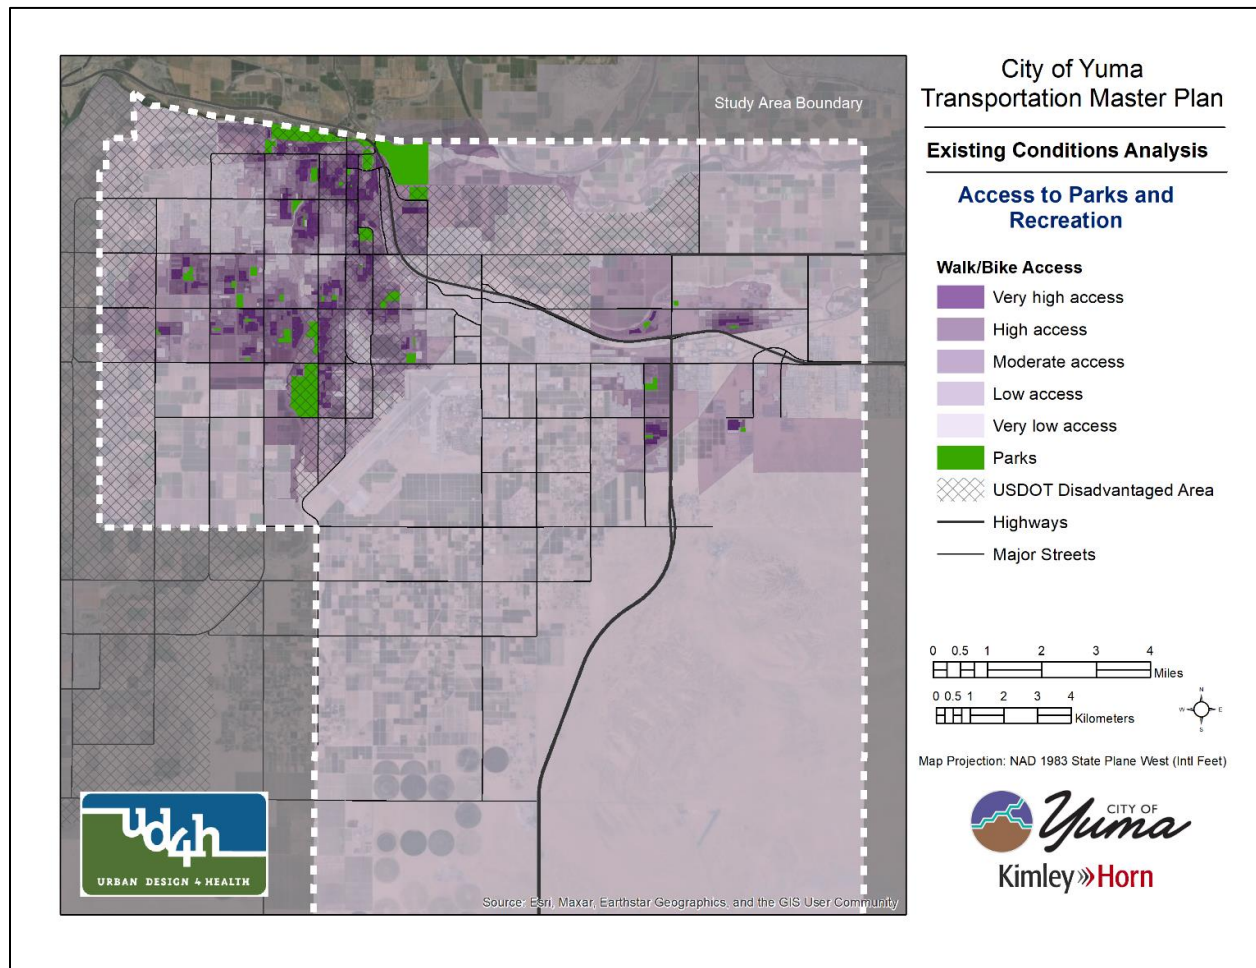 Study Area Boundary
City of Yuma
Transportation Master Plan
Existing Conditions Analysis
Access to Parks and
Recreation
Walk/Bike Access
Very high access
High access
Moderate access
Low access
Very low access
Parks
USDOT Disadvantaged Area
Highways
Major Streets
0 0.5 1 2 3 4
Miles
0 0.5 1 2 3 4
Kilometers
N
W E
S
Map Projection: NAD 1983 State Plane West (Intl Feet)
CITY OF
Yuma
Kimley»Horn
ud4h
URBAN DESIGN 4 HEALTH
Source: Esri, Maxar, Earthstar Geographics, and the GIS User Community